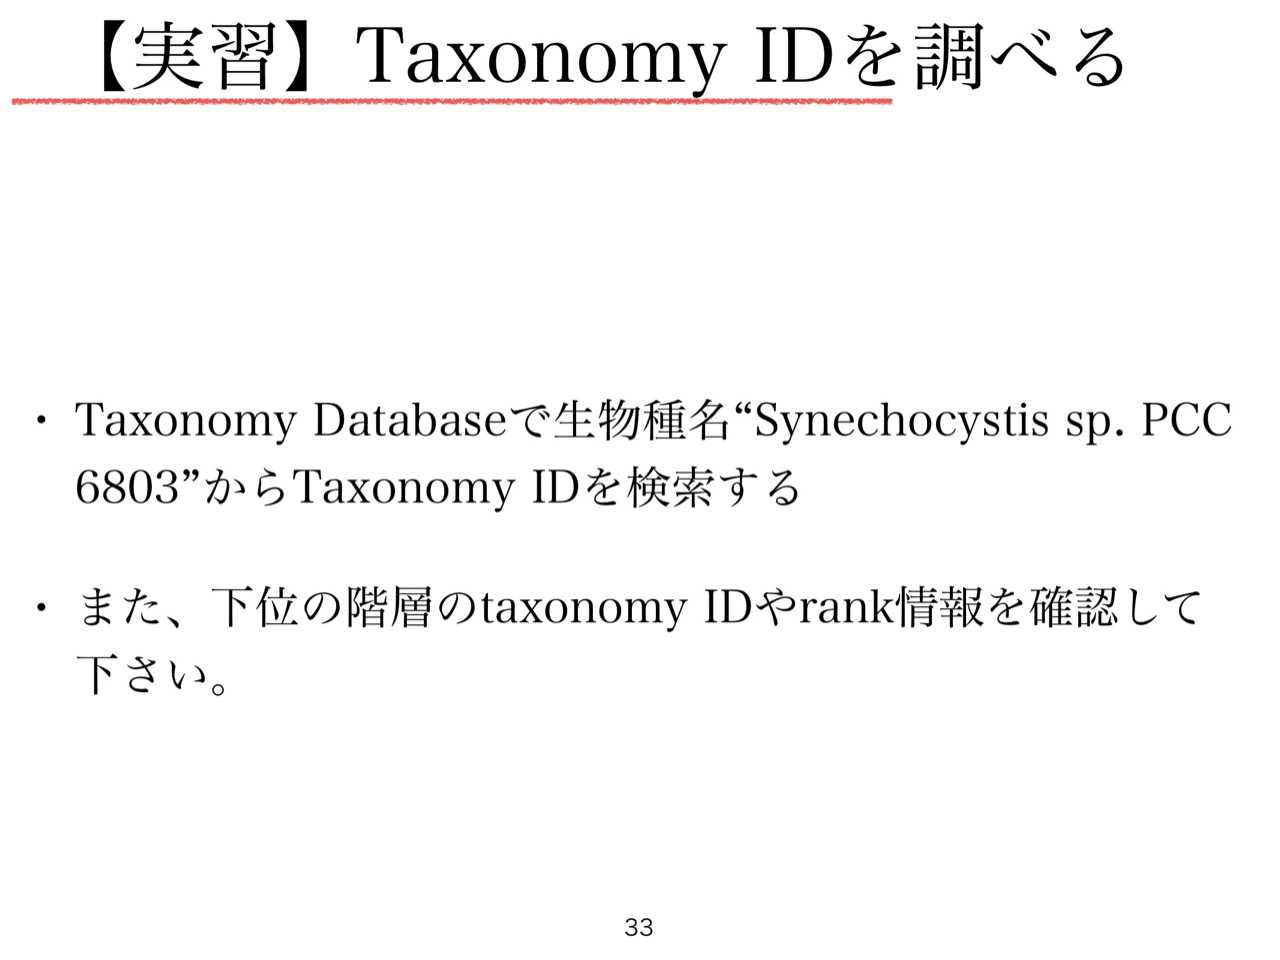 【実習】Taxonomy IDを調べる
・ Taxonomy Databaseで生物種名“Synechocystis sp. PCC
6803”からTaxonomy IDを検索する
・ また、下位の階層のtaxonomy IDやrank情報を確認して
下さい。
33